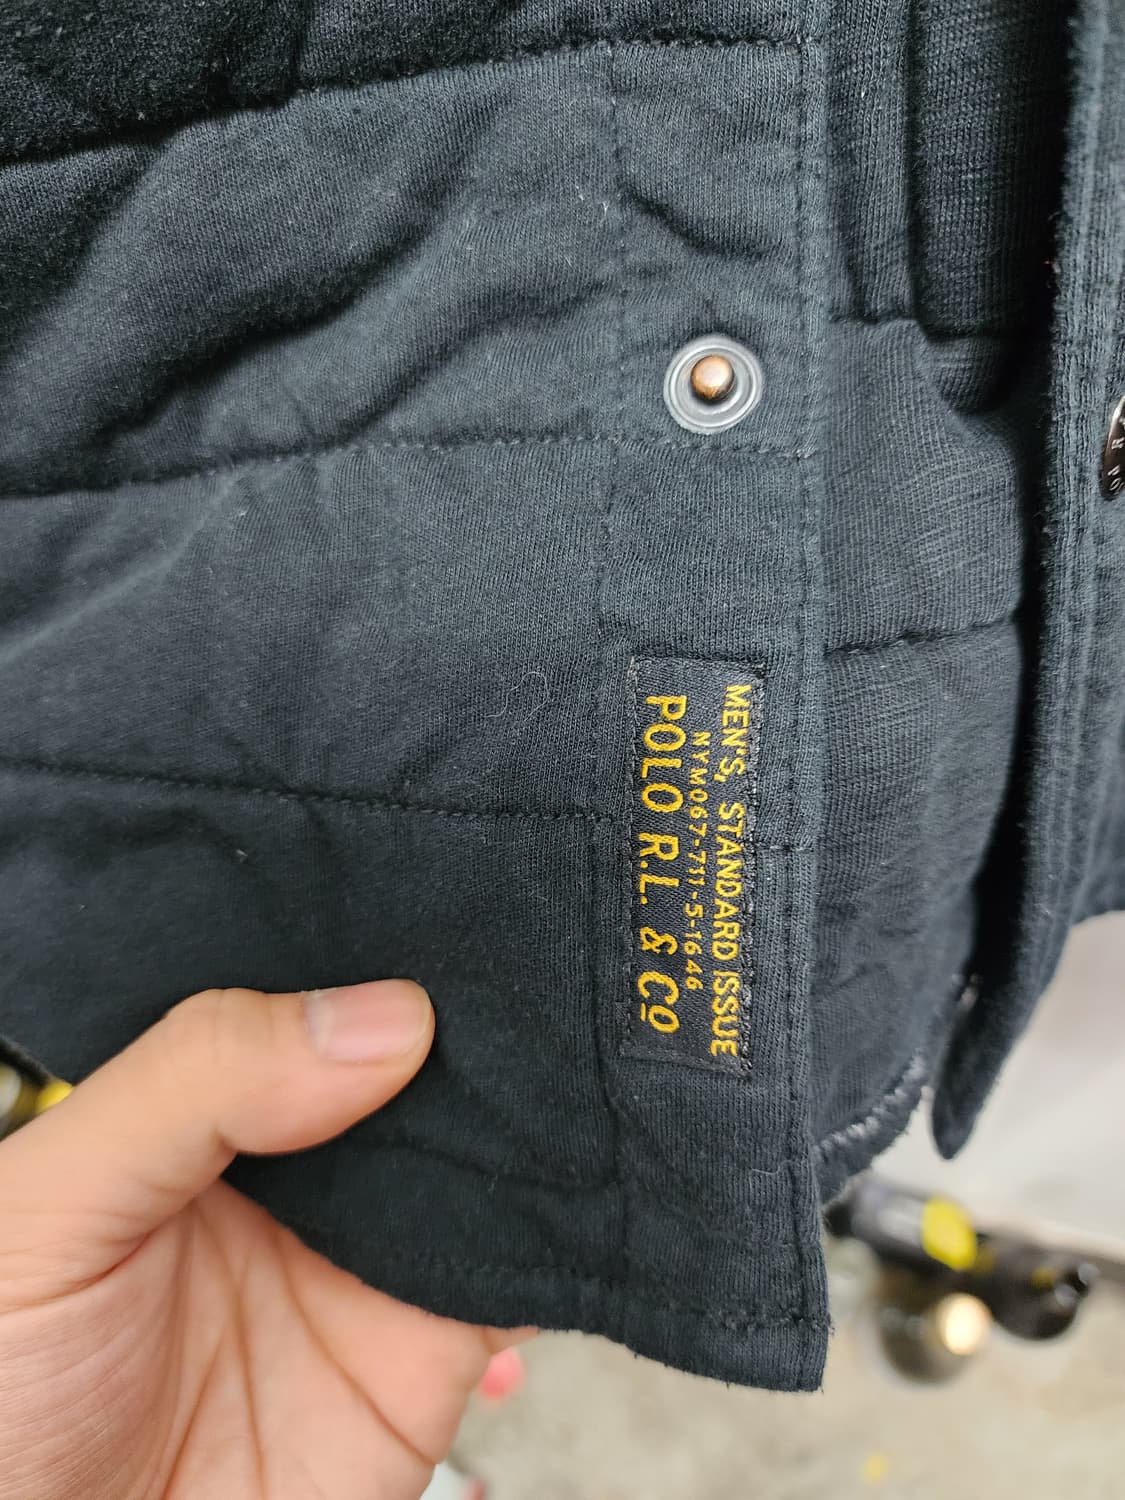 MEN'S, STANDARD ISSUE
NYM067-711-5-1646
POLO R.L. & CO